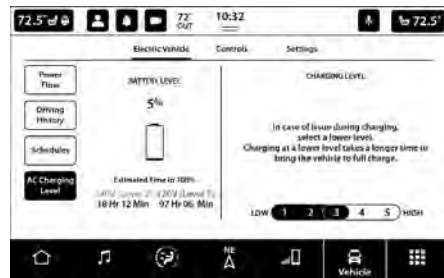 72.5°
72°
OUT
10:32
72.5°
Electric Vehicle
Controls
Settings
Power
Flow
Driving
History
Schedules
AC Charging
Level
BATTERY LEVEL
5%
Estimated time to 100%
18 Hr 12 Min 97 Hr 06 Min
CHARGING LEVEL
In case of issue during charging,
select a lower level.
Charging at a lower level takes a longer time to
bring the vehicle to full charge.
LOW 1 2 3 4 5 HIGH
NE
Vehicle